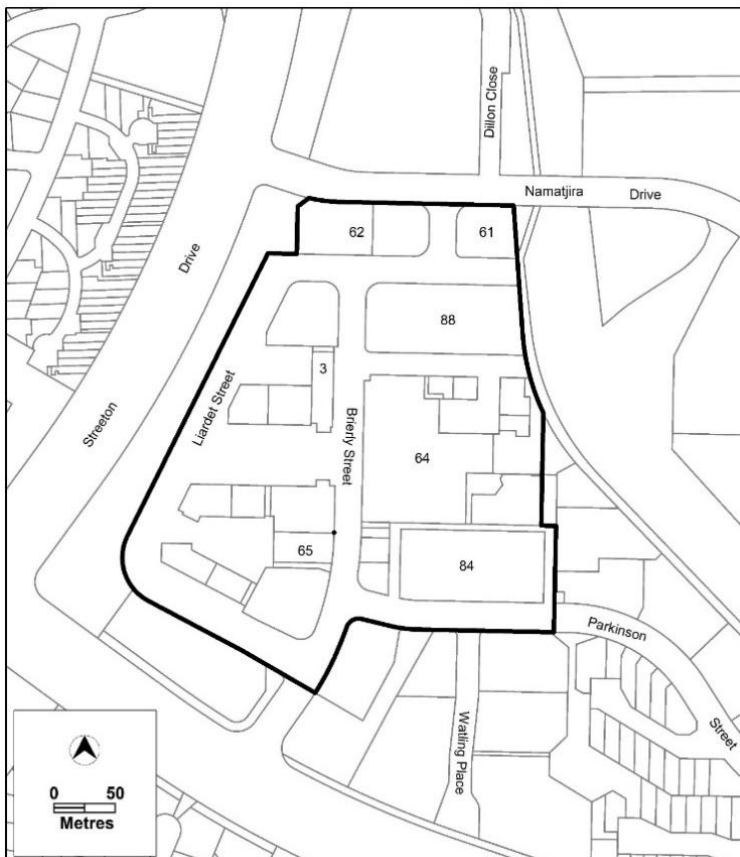 Dillon Close
Namatjira Drive
62
61
Drive
88
3
Liardet Street
Streeton
Brierly Street
64
65
84
Parkinson
Watling Place
Street
0 50
Metres